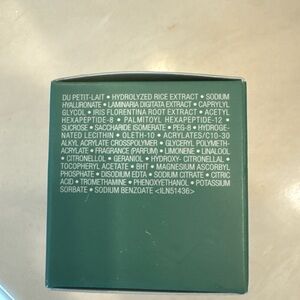 DU PETIT-LAIT • HYDROLYZED RICE EXTRACT • SODIUM
HYALURONATE • LAMINARIA DIGITATA EXTRACT • CAPRYLYL
GLYCOL • IRIS FLORENTINA ROOT EXTRACT • ACETYL
HEXAPEPTIDE-8 • PALMITOYL HEXAPEPTIDE-12 •
SUCROSE • SACCHARIDE ISOMERATE • PEG-8 • HYDROGE-
NATED LECITHIN • OLETH-10 • ACRYLATES/C10-30
ALKYL ACRYLATE CROSSPOLYMER • GLYCERYL POLYMETH-
ACRYLATE • FRAGRANCE (PARFUM) • LIMONENE • LINALOOL
• CITRONELLOL • GERANIOL • HYDROXY- CITRONELLAL •
TOCOPHERYL ACETATE • BHT • MAGNESIUM ASCORBYL
PHOSPHATE • DISODIUM EDTA • SODIUM CITRATE • CITRIC
ACID • TROMETHAMINE • PHENOXYETHANOL • POTASSIUM
SORBATE • SODIUM BENZOATE <ILN51436>